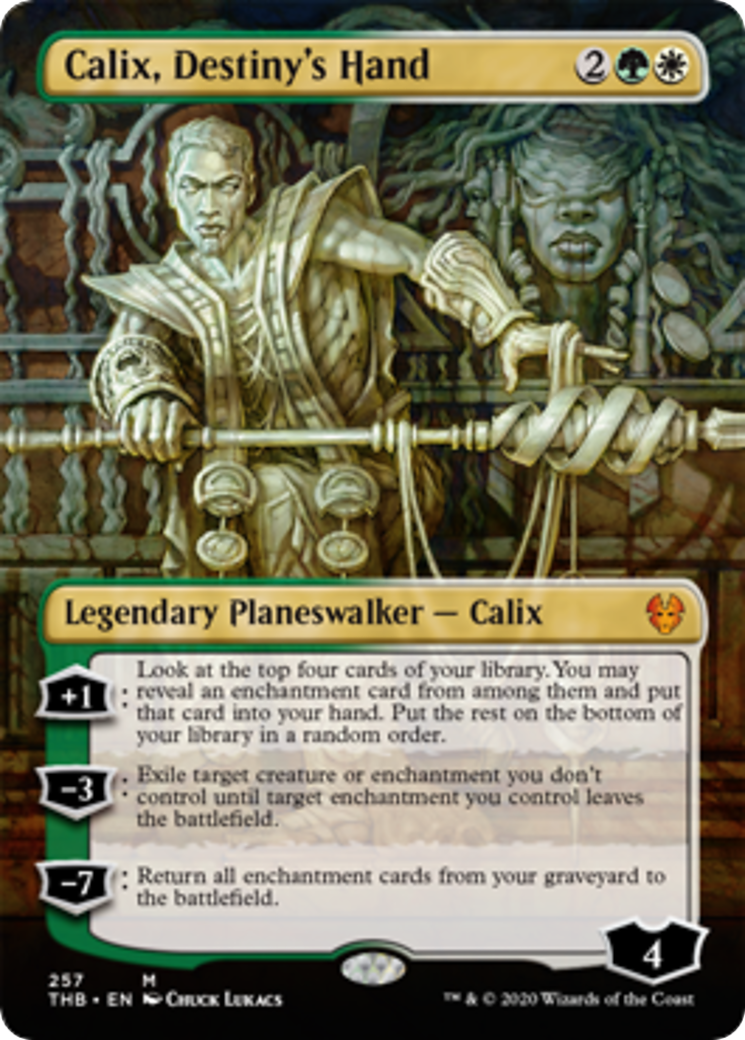 Calix, Destiny's Hand 2
Legendary Planeswalker — Calix
+1: Look at the top four cards of your library. You may
reveal an enchantment card from among them and put
that card into your hand. Put the rest on the bottom of
your library in a random order.
−3: Exile target creature or enchantment you don't
control until target enchantment you control leaves
the battlefield.
−7: Return all enchantment cards from your graveyard to
the battlefield.
4
257 M
THB • EN Chuck Lukacs ™ & © 2020 Wizards of the Coast